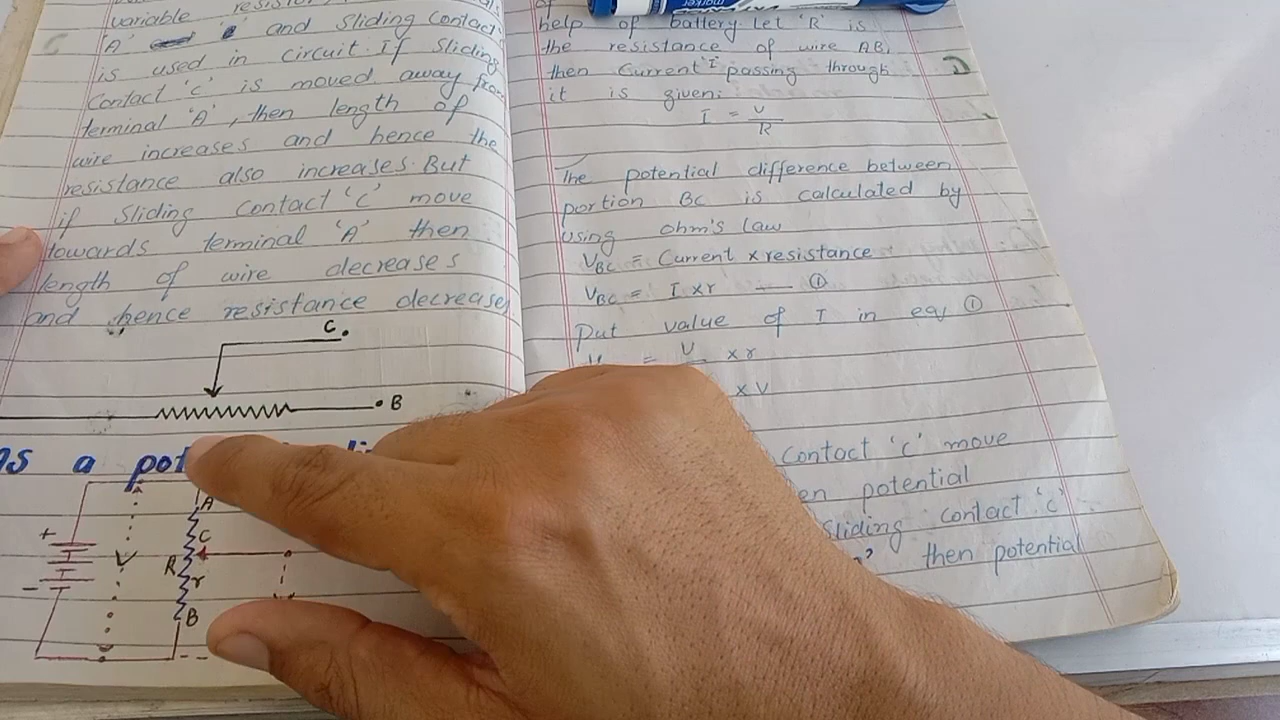 variable
'A' and Sliding Contact
is used in circuit. If Sliding
Contact 'C' is moved away from
terminal 'A', then length of
wire increases and hence the
resistance also increases. But
if Sliding Contact 'C' move
towards terminal 'A' then
length of wire decreases
and hence resistance decreases
C
B
as a
+
-
V
A
C
R
r
B
marker
of
help of battery. Let 'R' is
the resistance of wire AB,
then Current 'I' passing through
it is given:
I = V/R
The potential difference between
portion BC is calculated by
using ohm's law
VBC = Current × resistance
VBC = I × r — ①
Put value of I in eq ①
= V × r
× V
Contact 'C' move
potential
Sliding contact 'C'
then potential